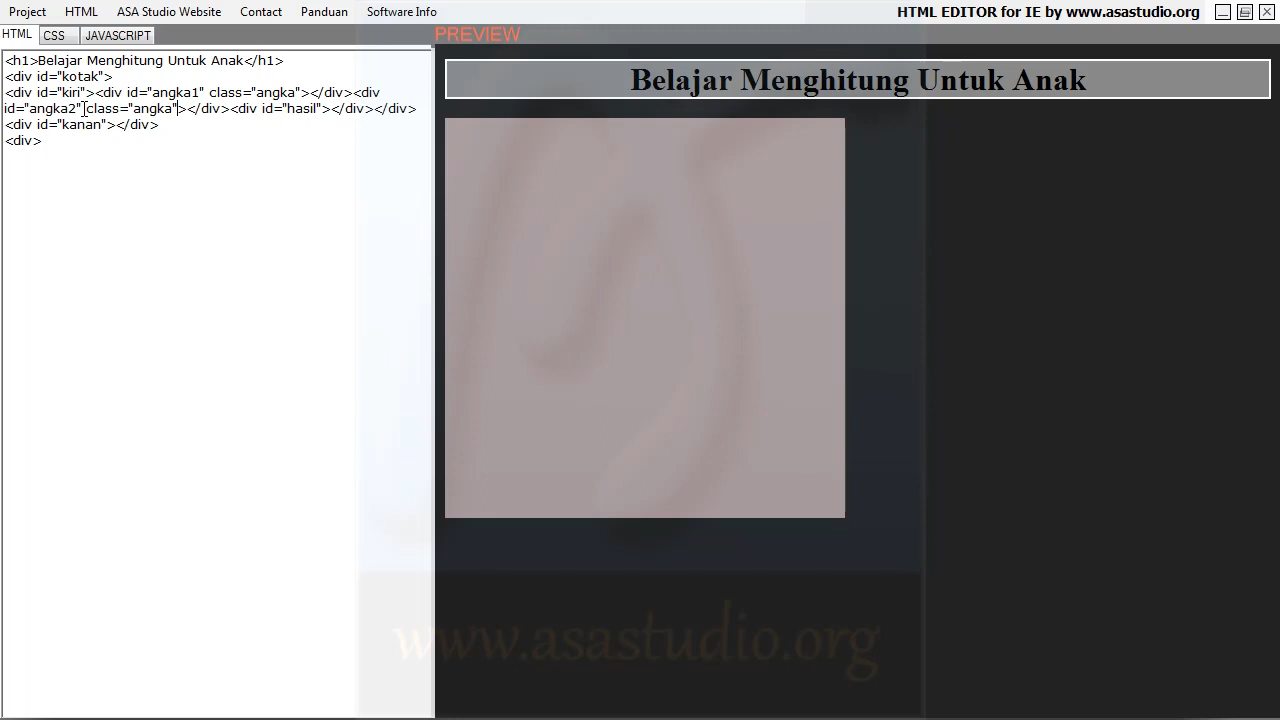 Project HTML ASA Studio Website Contact Panduan Software Info HTML EDITOR for IE by www.asastudio.org
HTML CSS JAVASCRIPT PREVIEW
<h1>Belajar Menghitung Untuk Anak</h1>
<div id="kotak">
<div id="kiri"><div id="angka1" class="angka"></div><div
id="angka2" class="angka"></div><div id="hasil"></div></div>
<div id="kanan"></div>
<div>
Belajar Menghitung Untuk Anak
www.asastudio.org